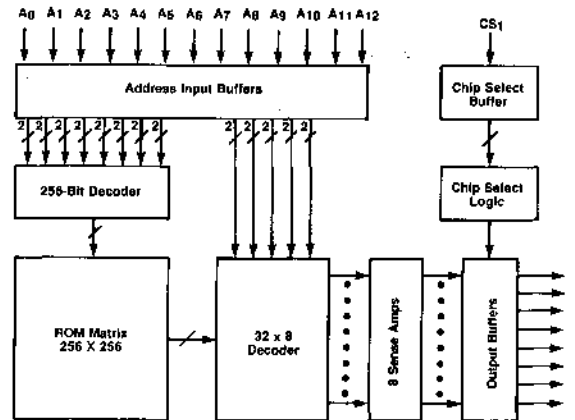 A0 A1 A2 A3 A4 A5 A6 A7 A8 A9 A10 A11 A12
CS1
Address Input Buffers
Chip Select
Buffer
2 2 2 2 2 2 2 2
2 2 2 2 2
256-Bit Decoder
Chip Select
Logic
ROM Matrix
256 X 256
32 x 8
Decoder
8 Sense Amps
Output Buffers